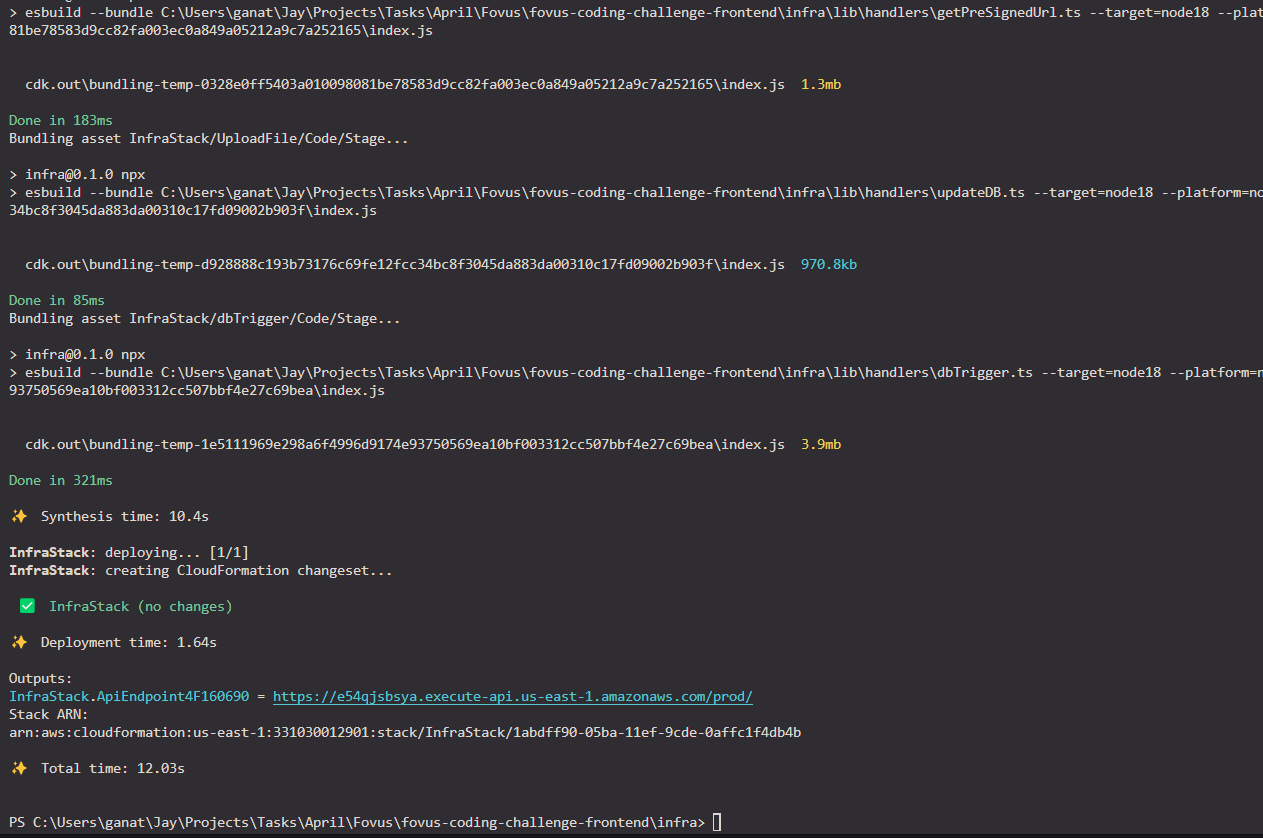 > esbuild --bundle C:\Users\ganat\Jay\Projects\Tasks\April\Fovus\fovus-coding-challenge-frontend\infra\lib\handlers\getPreSignedUrl.ts --target=node18 --plat
81be78583d9cc82fa003ec0a849a05212a9c7a252165\index.js
cdk.out\bundling-temp-0328e0ff5403a010098081be78583d9cc82fa003ec0a849a05212a9c7a252165\index.js 1.3mb
Done in 183ms
Bundling asset InfraStack/UploadFile/Code/Stage...
> infra@0.1.0 npx
> esbuild --bundle C:\Users\ganat\Jay\Projects\Tasks\April\Fovus\fovus-coding-challenge-frontend\infra\lib\handlers\updateDB.ts --target=node18 --platform=no
34bc8f3045da883da00310c17fd09002b903f\index.js
cdk.out\bundling-temp-d928888c193b73176c69fe12fcc34bc8f3045da883da00310c17fd09002b903f\index.js 970.8kb
Done in 85ms
Bundling asset InfraStack/dbTrigger/Code/Stage...
> infra@0.1.0 npx
> esbuild --bundle C:\Users\ganat\Jay\Projects\Tasks\April\Fovus\fovus-coding-challenge-frontend\infra\lib\handlers\dbTrigger.ts --target=node18 --platform=n
93750569ea10bf003312cc507bbf4e27c69bea\index.js
cdk.out\bundling-temp-1e5111969e298a6f4996d9174e93750569ea10bf003312cc507bbf4e27c69bea\index.js 3.9mb
Done in 321ms
✨ Synthesis time: 10.4s
InfraStack: deploying... [1/1]
InfraStack: creating CloudFormation changeset...
✅ InfraStack (no changes)
✨ Deployment time: 1.64s
Outputs:
InfraStack.ApiEndpoint4F160690 = https://e54qjsbsya.execute-api.us-east-1.amazonaws.com/prod/
Stack ARN:
arn:aws:cloudformation:us-east-1:331030012901:stack/InfraStack/1abdff90-05ba-11ef-9cde-0affc1f4db4b
✨ Total time: 12.03s
PS C:\Users\ganat\Jay\Projects\Tasks\April\Fovus\fovus-coding-challenge-frontend\infra>